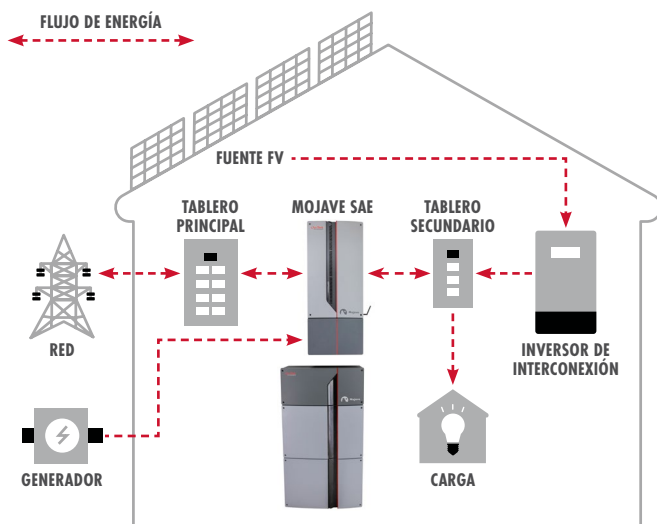 FLUJO DE ENERGÍA
FUENTE FV
TABLERO
PRINCIPAL
MOJAVE SAE
TABLERO
SECUNDARIO
RED
INVERSOR DE
INTERCONEXIÓN
GENERADOR
CARGA